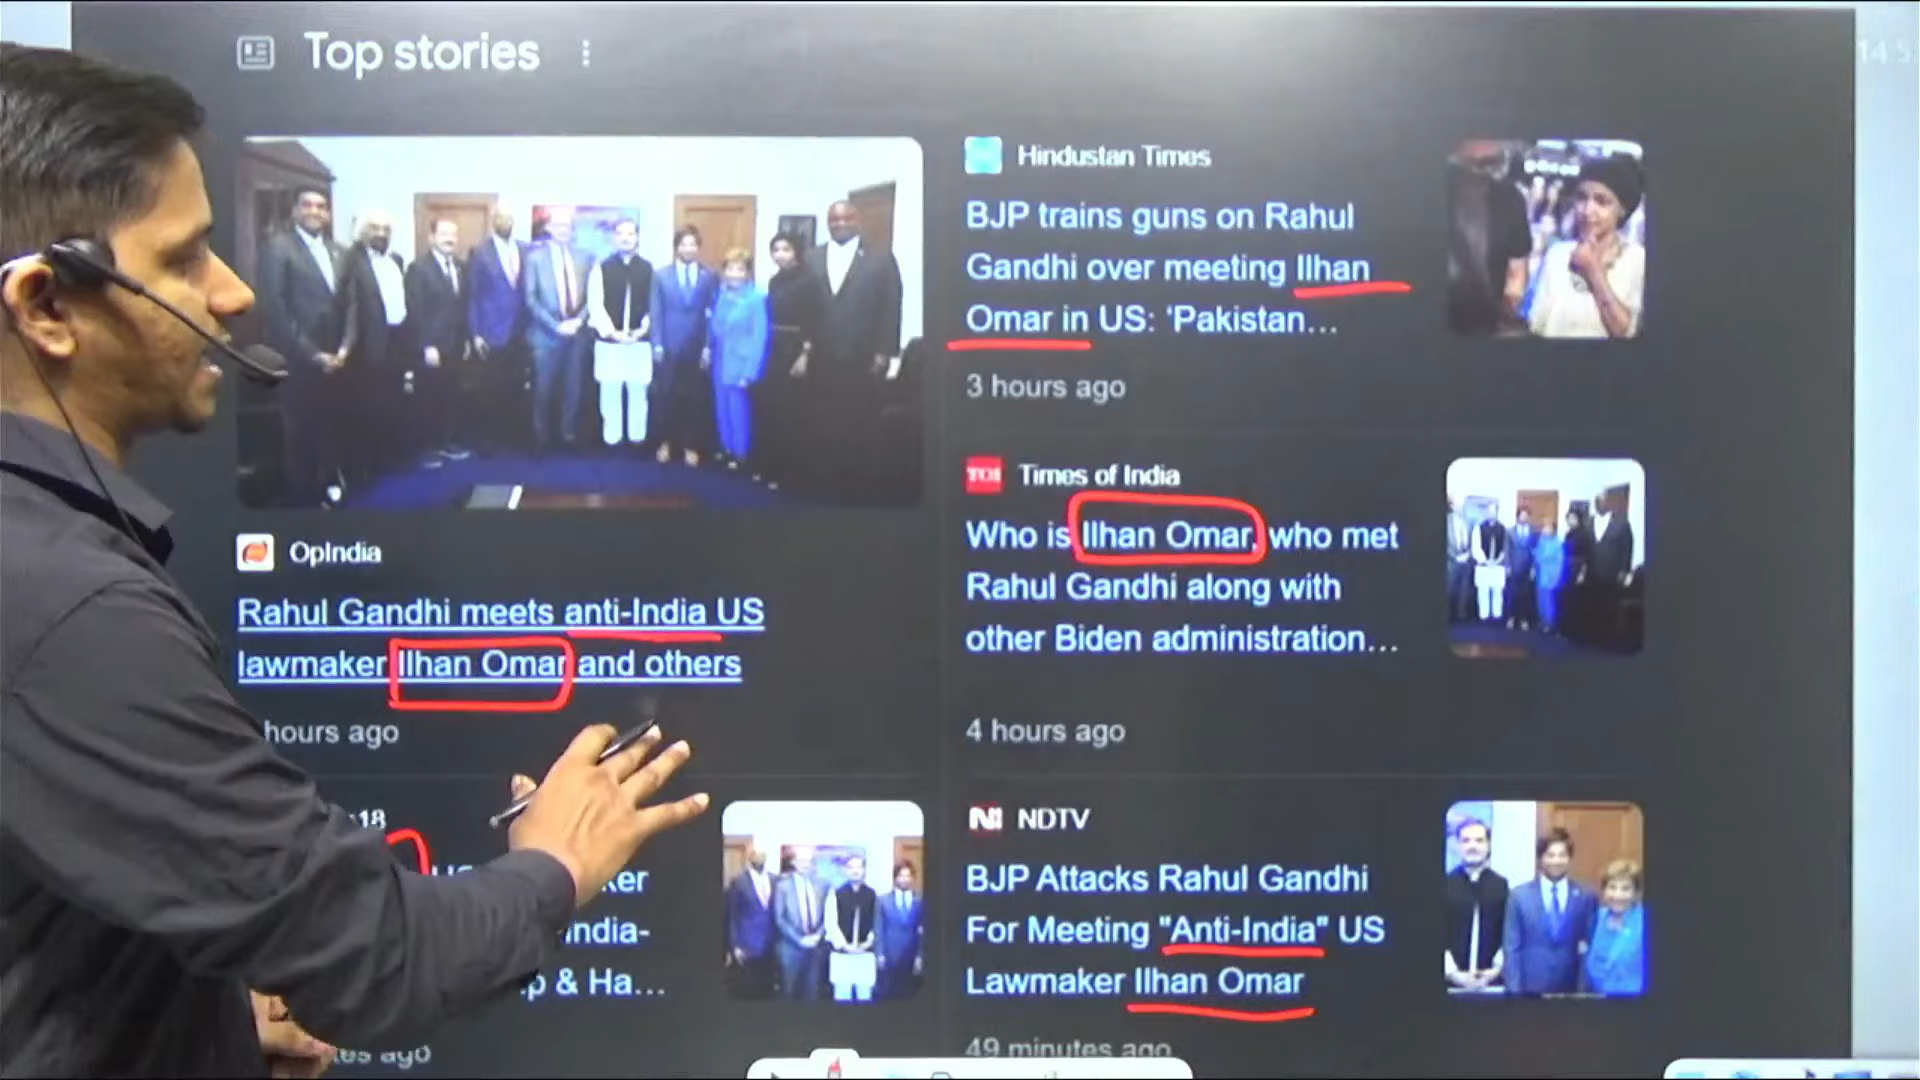 Top stories
OpIndia
Rahul Gandhi meets anti-India US
lawmaker Ilhan Omar and others
hours ago
18
ndia-
& Ha...
ago
Hindustan Times
BJP trains guns on Rahul
Gandhi over meeting Ilhan
Omar in US: ‘Pakistan...
3 hours ago
TOI Times of India
Who is Ilhan Omar, who met
Rahul Gandhi along with
other Biden administration...
4 hours ago
NDTV
BJP Attacks Rahul Gandhi
For Meeting "Anti-India" US
Lawmaker Ilhan Omar
49 minutes ago